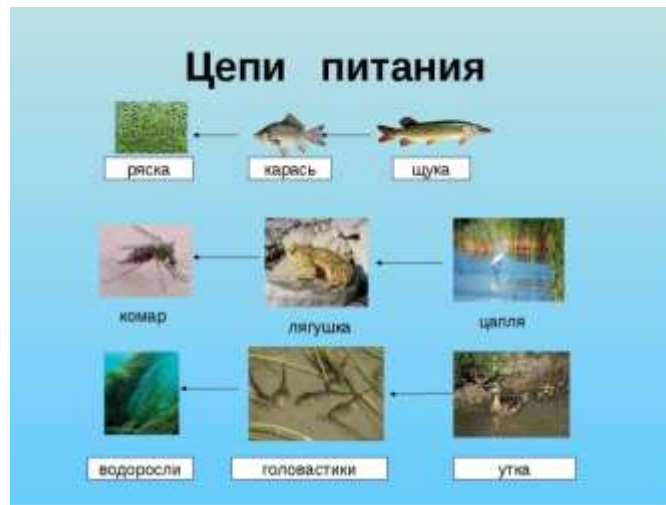 Цепи питания
ряска карась щука
комар лягушка цапля
водоросли головастики утка